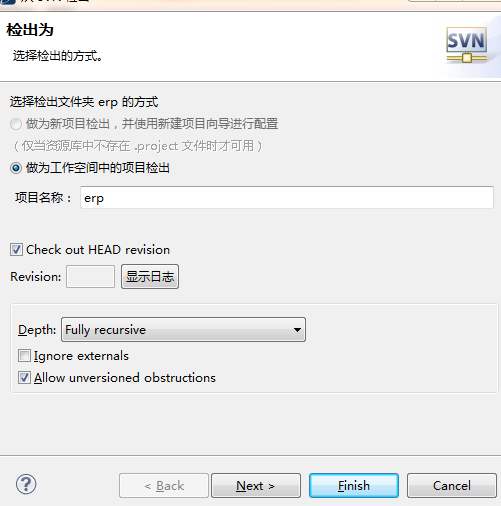 检出为
选择检出的方式。
SVN
选择检出文件夹 erp 的方式
做为新项目检出，并使用新建项目向导进行配置
（仅当资源库中不存在 .project 文件时才可用）
做为工作空间中的项目检出
项目名称： erp
Check out HEAD revision
Revision: 显示日志
Depth: Fully recursive
Ignore externals
Allow unversioned obstructions
? < Back Next > Finish Cancel